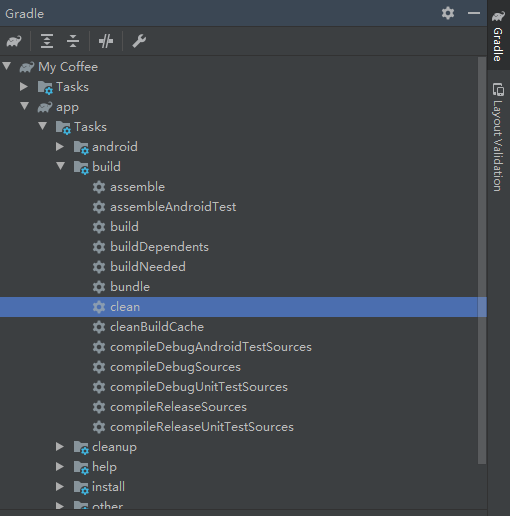 Gradle
My Coffee
Tasks
app
Tasks
android
build
assemble
assembleAndroidTest
build
buildDependents
buildNeeded
bundle
clean
cleanBuildCache
compileDebugAndroidTestSources
compileDebugSources
compileDebugUnitTestSources
compileReleaseSources
compileReleaseUnitTestSources
cleanup
help
install
other
Gradle
Layout Validation